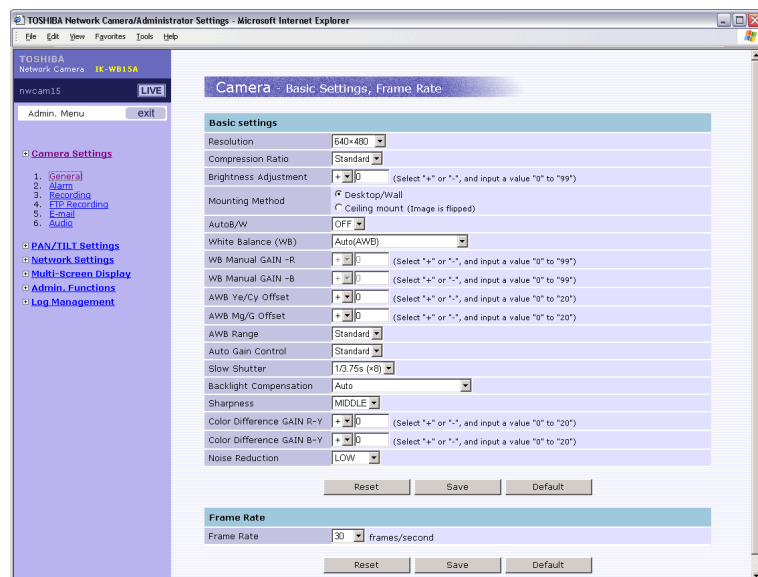 TOSHIBA Network Camera/Administrator Settings - Microsoft Internet Explorer
File Edit View Favorites Tools Help
TOSHIBA
Network Camera IK-WB15A
nwcam15 LIVE
Admin. Menu exit
Camera Settings
1. General
2. Alarm
3. Recording
4. FTP Recording
5. E-mail
6. Audio
PAN/TILT Settings
Network Settings
Multi-Screen Display
Admin. Functions
Log Management
Camera - Basic Settings, Frame Rate
Basic settings
Resolution 640×480
Compression Ratio Standard
Brightness Adjustment + 0 (Select "+" or "-", and input a value "0" to "99")
Mounting Method Desktop/Wall
Ceiling mount (Image is flipped)
AutoB/W OFF
White Balance (WB) Auto(AWB)
WB Manual GAIN -R + 0 (Select "+" or "-", and input a value "0" to "99")
WB Manual GAIN -B + 0 (Select "+" or "-", and input a value "0" to "99")
AWB Ye/Cy Offset + 0 (Select "+" or "-", and input a value "0" to "20")
AWB Mg/G Offset + 0 (Select "+" or "-", and input a value "0" to "20")
AWB Range Standard
Auto Gain Control Standard
Slow Shutter 1/3.75s (×8)
Backlight Compensation Auto
Sharpness MIDDLE
Color Difference GAIN R-Y + 0 (Select "+" or "-", and input a value "0" to "20")
Color Difference GAIN B-Y + 0 (Select "+" or "-", and input a value "0" to "20")
Noise Reduction LOW
Reset Save Default
Frame Rate
Frame Rate 30 frames/second
Reset Save Default